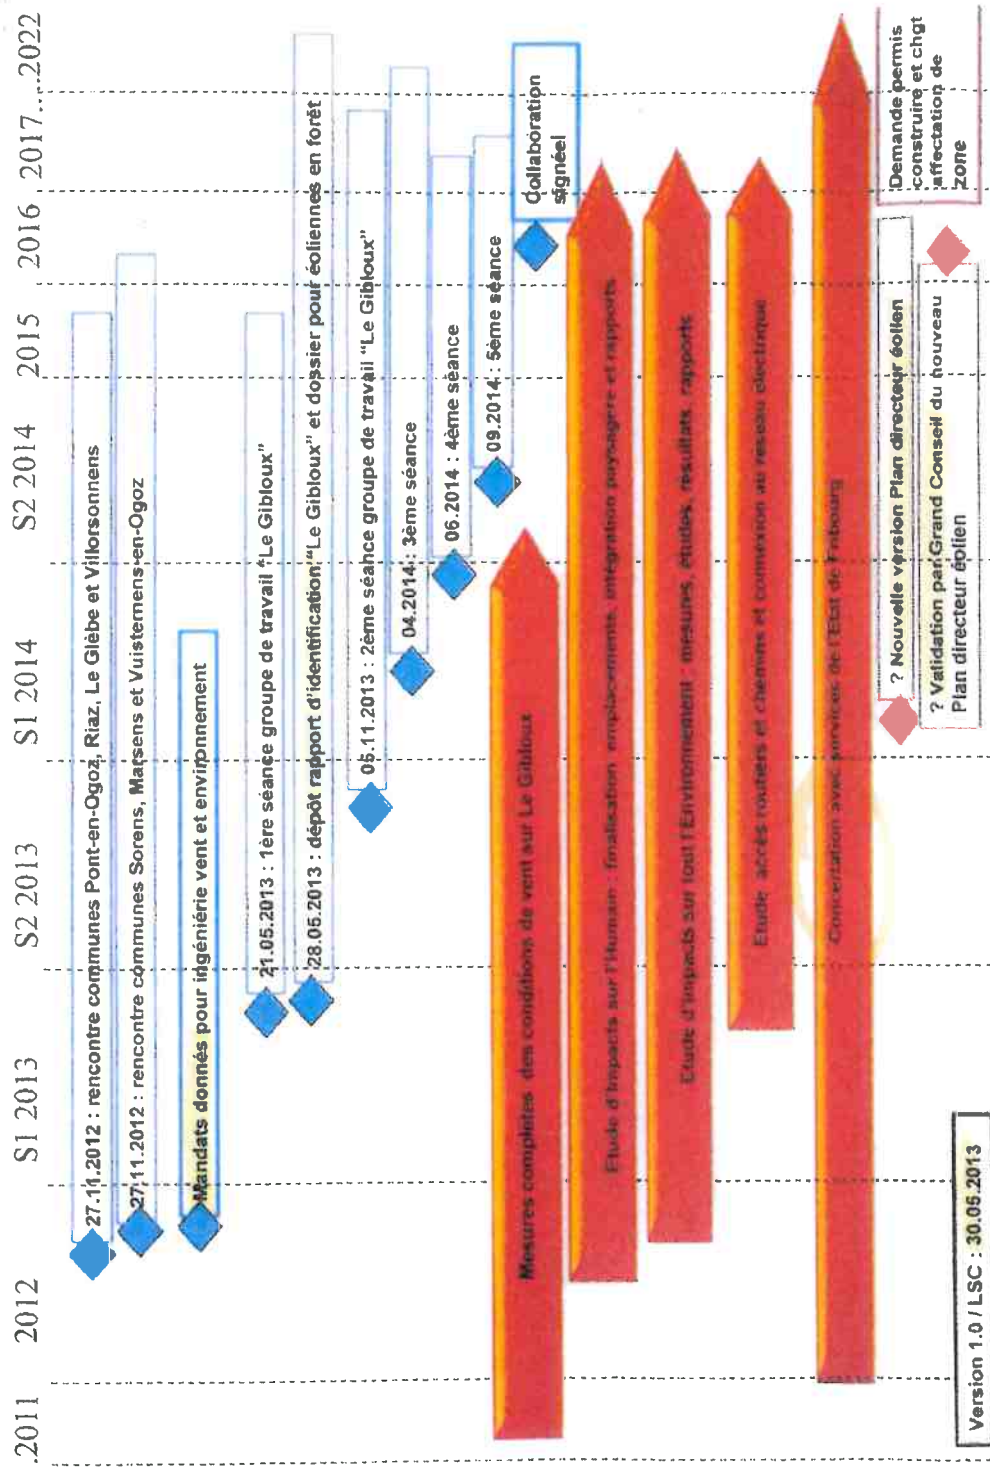 .2011 2012 S1 2013 S2 2013 S1 2014 S2 2014 2015 2016 2017....2022
27.11.2012 : rencontre communes Pont-en-Ogoz, Riaz, Le Glèbe et Villorsonnens
27.11.2012 : rencontre communes Sorens, Marsens et Vuisternens-en-Ogoz
Mandats donnés pour ingéniérie vent et environnement
21.05.2013 : 1ère séance groupe de travail "Le Gibloux"
28.05.2013 : dépôt rapport d'identification "Le Gibloux" et dossier pour éoliennes en forêt
05.11.2013 : 2ème séance groupe de travail "Le Gibloux"
04.2014 : 3ème séance
06.2014 : 4ème séance
09.2014 : 5ème séance
Collaboration
signéel
Mesures complètes des conditions de vent sur Le Gibloux
Etude d'impacts sur l'Humain : finalisation emplacements, intégration paysagère et rapports
Etude d'impacts sur tout l'Environnement : mesures, études, résultats, rapports
Etude accès routiers et chemins et connexion au réseau électrique
Concertation avec services de l'Etat de Fribourg
? Nouvelle version Plan directeur éolien
? Validation par Grand Conseil du nouveau
Plan directeur éolien
Demande permis
construire et chgt
affectation de
zone
Version 1.0 / LSC : 30.05.2013